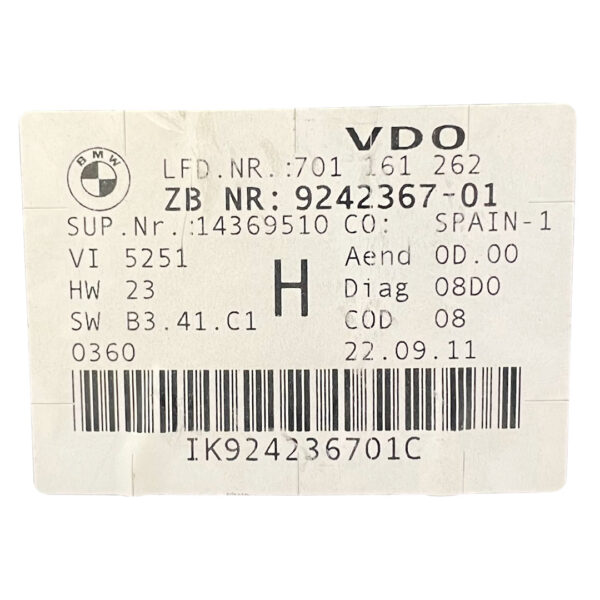 VDO
BMW
LFD.NR.:701 161 262
ZB NR: 9242367-01
SUP.Nr.:14369510 CO: SPAIN-1
VI 5251 Aend 0D.00
HW 23 H Diag 08D0
SW B3.41.C1 COD 08
0360 22.09.11
IK924236701C